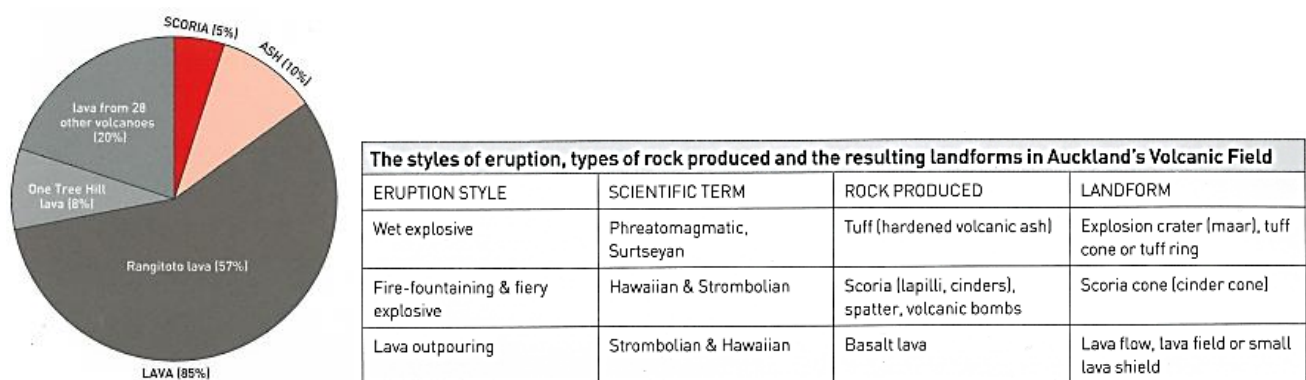 SCORIA (5%)
ASH (10%)
lava from 28
other volcanoes
(20%)
One Tree Hill
lava (8%)
Rangitoto lava (57%)
LAVA (85%)
The styles of eruption, types of rock produced and the resulting landforms in Auckland's Volcanic Field
ERUPTION STYLE SCIENTIFIC TERM ROCK PRODUCED LANDFORM
Wet explosive Phreatomagmatic, Tuff (hardened volcanic ash) Explosion crater (maar), tuff
Surtseyan cone or tuff ring
Fire-fountaining & fiery Hawaiian & Strombolian Scoria (lapilli, cinders), Scoria cone (cinder cone)
explosive spatter, volcanic bombs
Lava outpouring Strombolian & Hawaiian Basalt lava Lava flow, lava field or small
lava shield